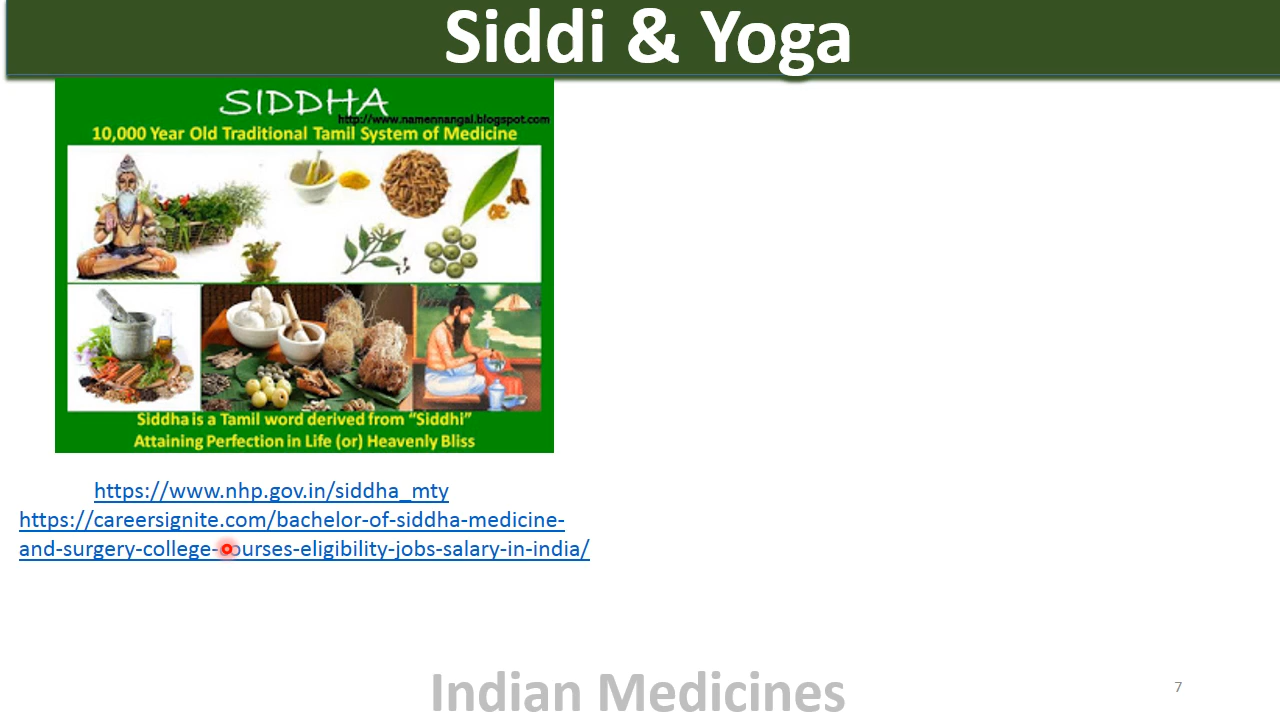 Siddi & Yoga
SIDDHA
http://www.namennangal.blogspot.com
10,000 Year Old Traditional Tamil System of Medicine
Siddha is a Tamil word derived from “Siddhi”
Attaining Perfection in Life (or) Heavenly Bliss
https://www.nhp.gov.in/siddha_mty
https://careersignite.com/bachelor-of-siddha-medicine-
and-surgery-college-courses-eligibility-jobs-salary-in-india/
Indian Medicines
7